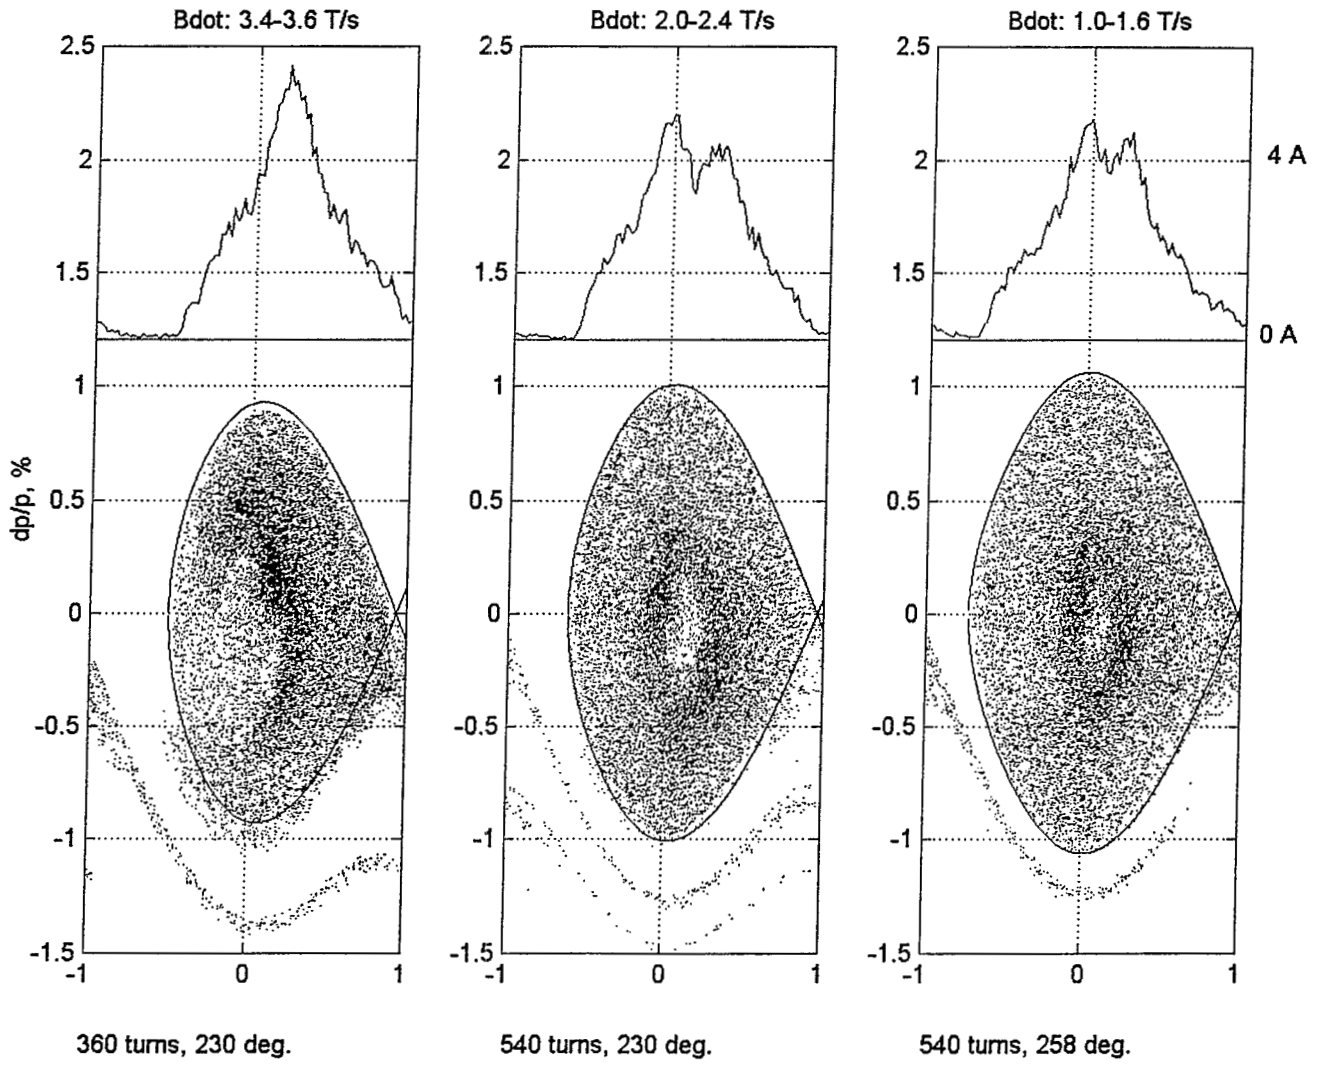 Bdot: 3.4-3.6 T/s Bdot: 2.0-2.4 T/s Bdot: 1.0-1.6 T/s
2.5 2.5 2.5
2 2 2 4 A
1.5 1.5 1.5
0 A
1 1 1
dp/p, %
0.5 0.5 0.5
0 0 0
-0.5 -0.5 -0.5
-1 -1 -1
-1.5 -1.5 -1.5
-1 0 1 -1 0 1 -1 0 1
360 turns, 230 deg. 540 turns, 230 deg. 540 turns, 258 deg.